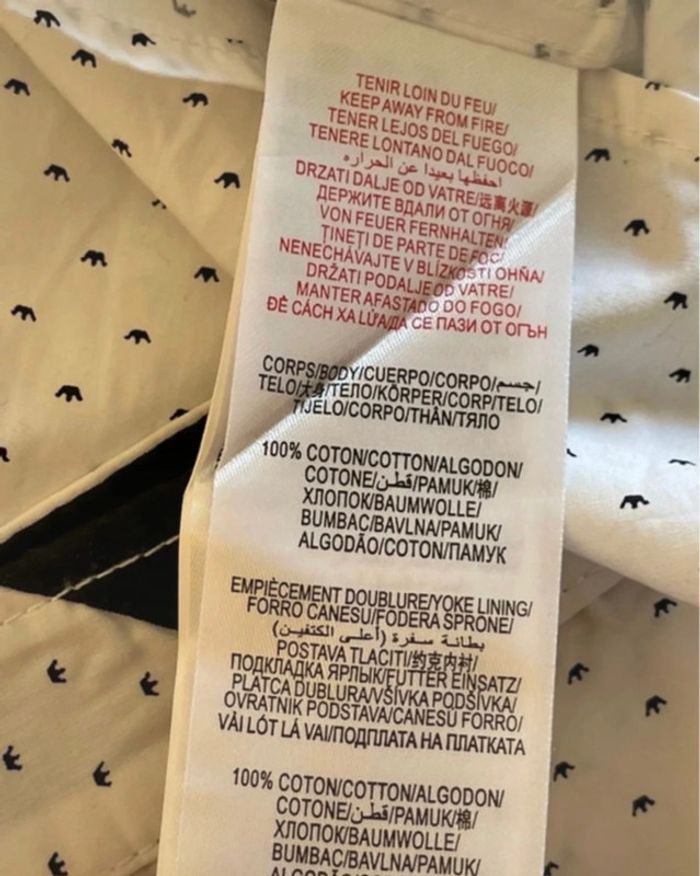 TENIR LOIN DU FEU/
KEEP AWAY FROM FIRE/
TENER LEJOS DEL FUEGO/
TENERE LONTANO DAL FUOCO/
احفظها بعيدا عن الحراره
DRZATI DALJE OD VATRE/远离火源/
ДЕРЖИТЕ ВДАЛИ ОТ ОГНЯ/
VON FEUER FERNHALTEN/
ȚINEȚI DE PARTE DE FOC/
NENECHÁVAJTE V BLÍZKOSTI OHŇA/
DRŽATI PODALJE OD VATRE/
MANTER AFASTADO DO FOGO/
ĐỂ CÁCH XA LỬA/ДА СЕ ПАЗИ ОТ ОГЪН
CORPS/BODY/CUERPO/CORPO/جسم/
TELO/大身/ТЕЛО/KÖRPER/CORP/TELO/
TIJELO/CORPO/THÂN/ТЯЛО
100% COTON/COTTON/ALGODON/
COTONE/قطن/PAMUK/棉/
ХЛОПОК/BAUMWOLLE/
BUMBAC/BAVLNA/PAMUK/
ALGODÃO/COTON/ПАМУК
EMPIÈCEMENT DOUBLURE/YOKE LINING/
FORRO CANESU/FODERA SPRONE/
بطانة سفرة (أعلى الكتفين)
POSTAVA TLACITI/约克内衬/
ПОДКЛАДКА ЯРЛЫК/FUTTER EINSATZ/
PLATCA DUBLURA/VŠÍVKA PODŠÍVKA/
OVRATNIK PODSTAVA/CANESU FORRO/
VẢI LÓT LÁ VAI/ПОДПЛАТА НА ПЛАТКАТА
100% COTON/COTTON/ALGODON/
COTONE/قطن/PAMUK/棉/
ХЛОПОК/BAUMWOLLE/
BUMBAC/BAVLNA/PAMUK/